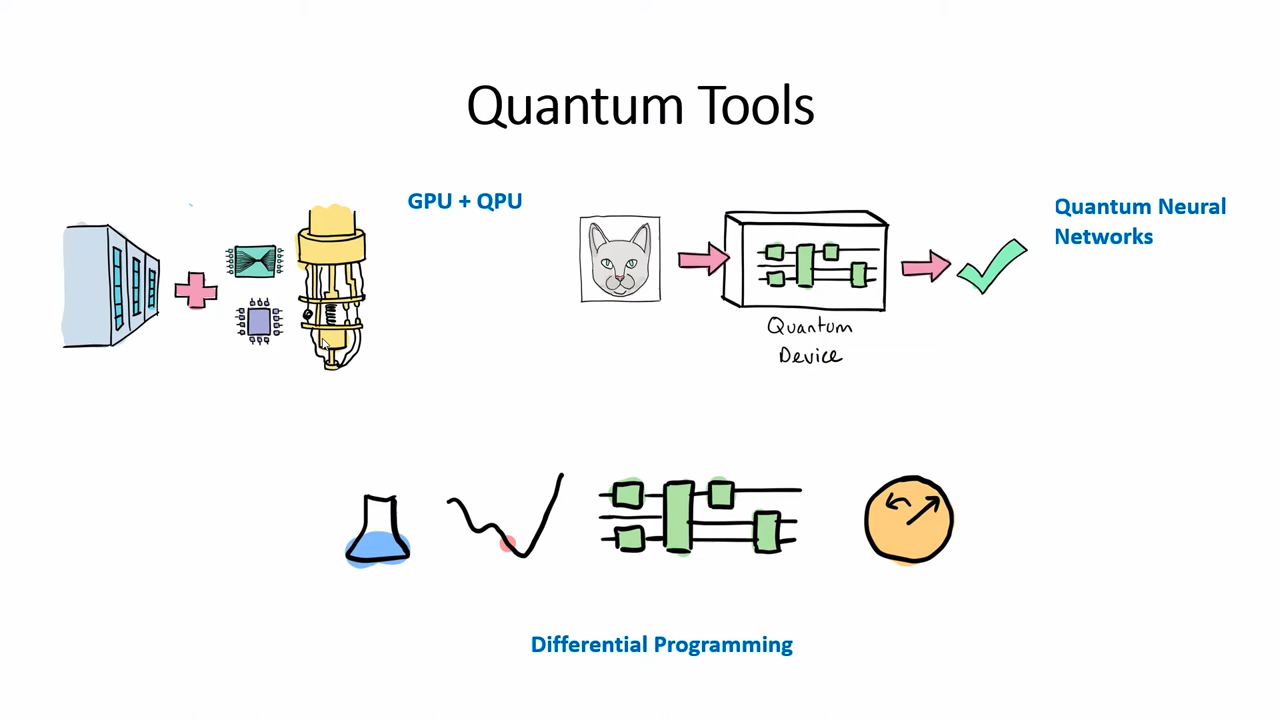 Quantum Tools
GPU + QPU
Quantum Neural
Networks
Quantum
Device
Differential Programming